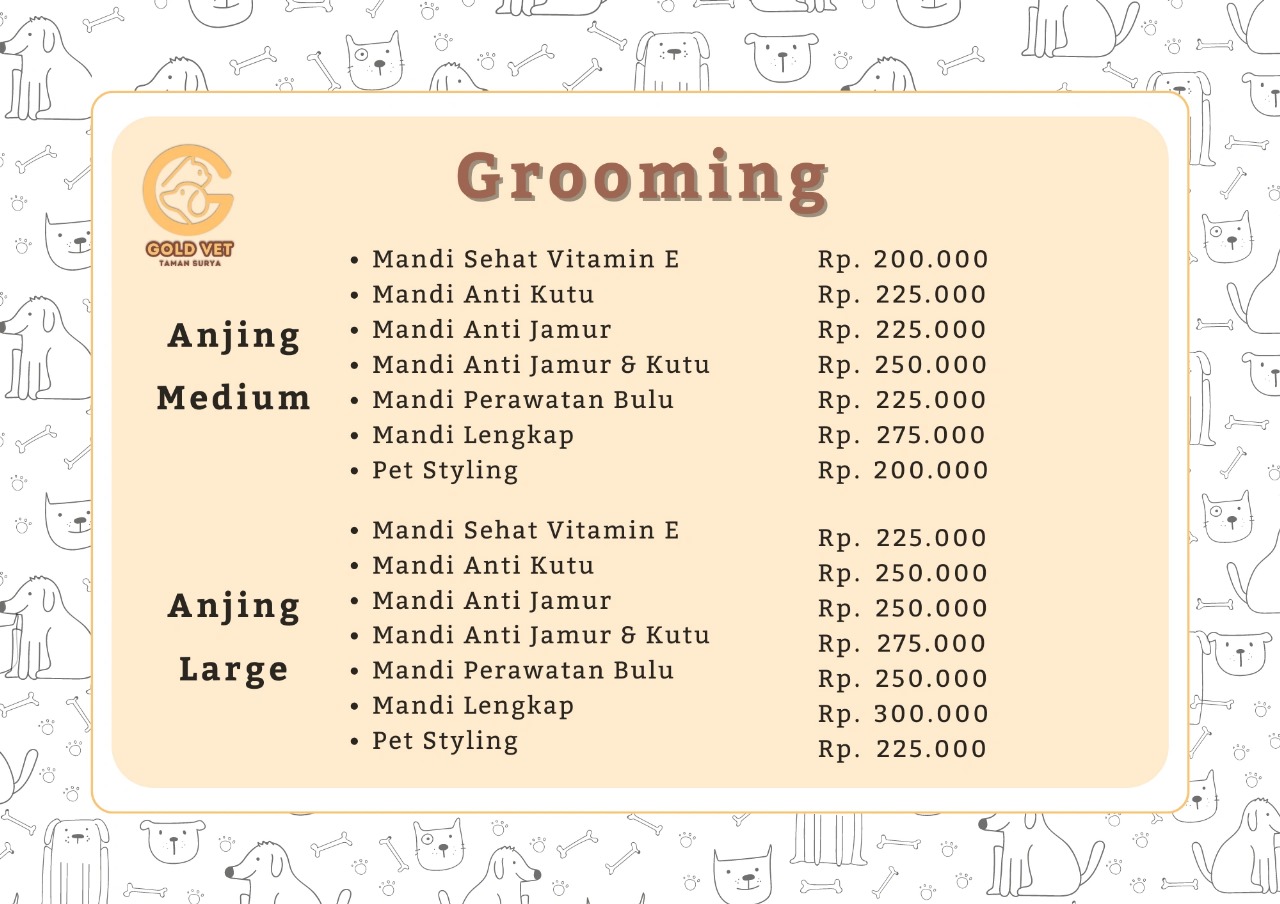 Grooming
GOLD VET
TAMAN SURYA
Anjing
Medium
• Mandi Sehat Vitamin E Rp. 200.000
• Mandi Anti Kutu Rp. 225.000
• Mandi Anti Jamur Rp. 225.000
• Mandi Anti Jamur & Kutu Rp. 250.000
• Mandi Perawatan Bulu Rp. 225.000
• Mandi Lengkap Rp. 275.000
• Pet Styling Rp. 200.000
Anjing
Large
• Mandi Sehat Vitamin E Rp. 225.000
• Mandi Anti Kutu Rp. 250.000
• Mandi Anti Jamur Rp. 250.000
• Mandi Anti Jamur & Kutu Rp. 275.000
• Mandi Perawatan Bulu Rp. 250.000
• Mandi Lengkap Rp. 300.000
• Pet Styling Rp. 225.000